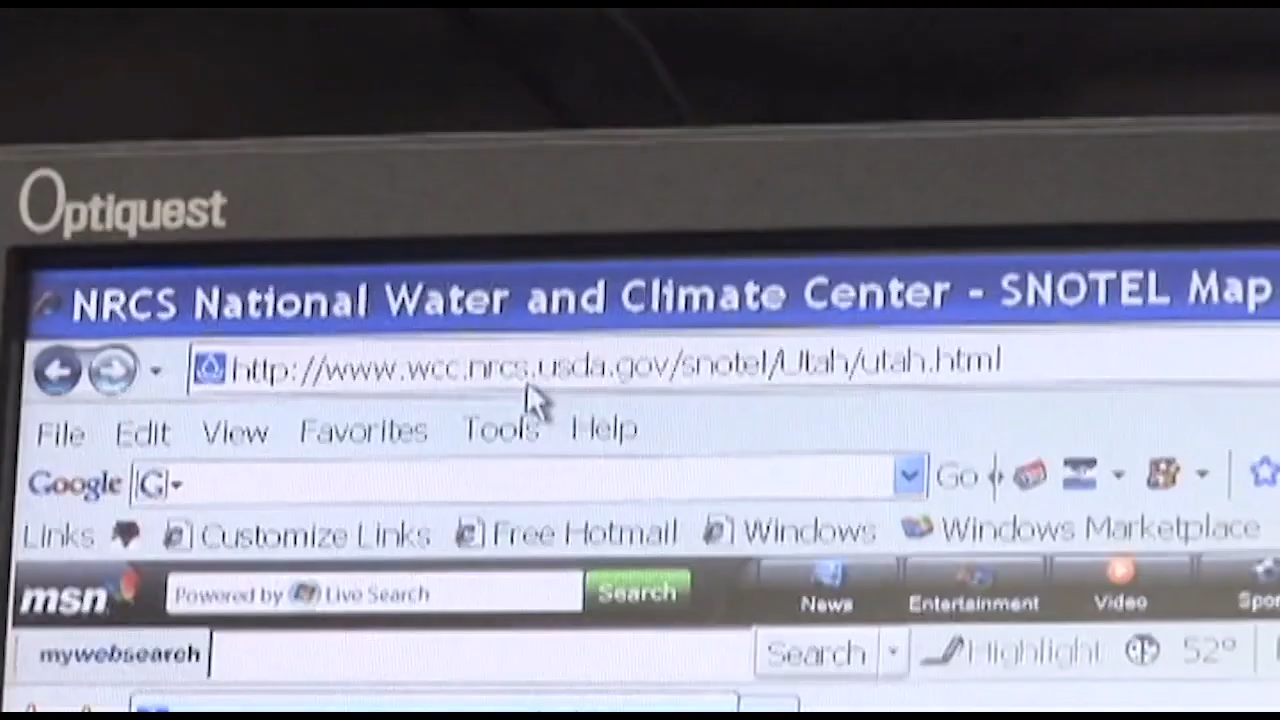 Optiquest
NRCS National Water and Climate Center - SNOTEL Map
http://www.wcc.nrcs.usda.gov/snotel/Utah/utah.html
File Edit View Favorites Tools Help
Google G Go
Links Customize Links Free Hotmail Windows Windows Marketplace
msn Powered by Live Search Search News Entertainment Video Spor
mywebsearch Search Highlight 52°